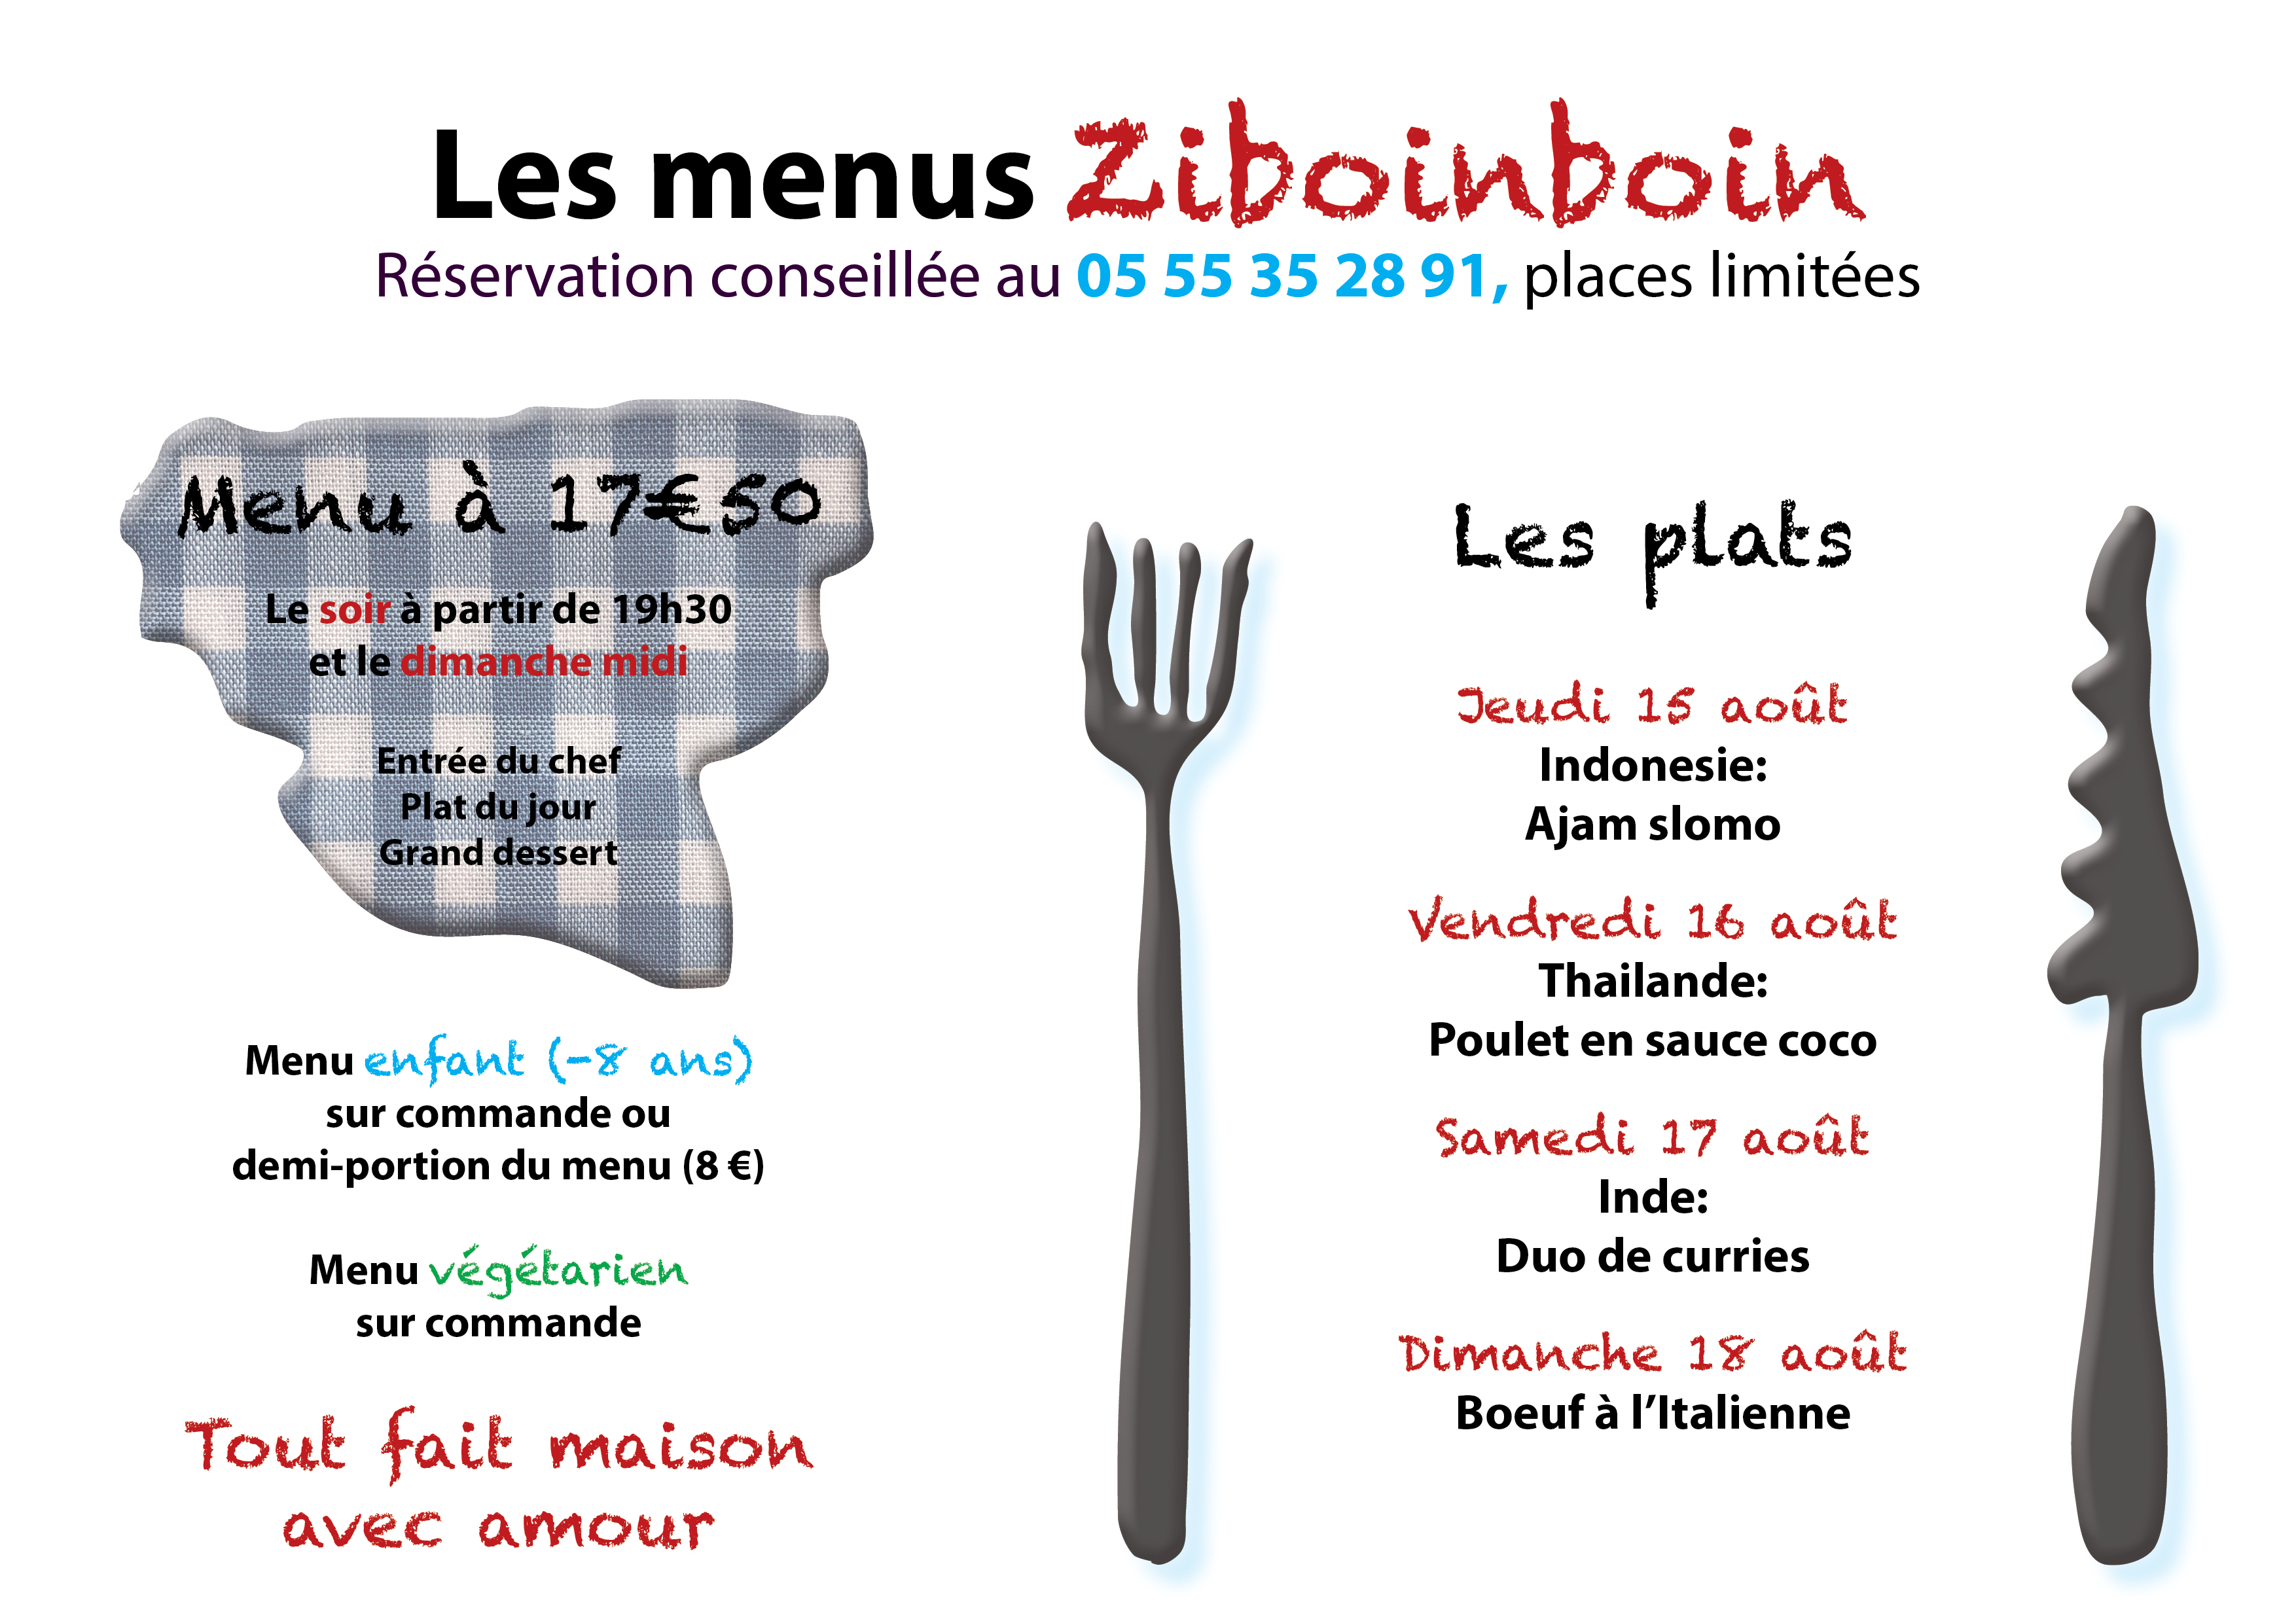 Les menus Ziboinboin
Réservation conseillée au 05 55 35 28 91, places limitées
Menu à 17€50
Le soir à partir de 19h30
et le dimanche midi
Entrée du chef
Plat du jour
Grand dessert
Menu enfant (-8 ans)
sur commande ou
demi-portion du menu (8 €)
Menu végétarien
sur commande
Tout fait maison
avec amour
Les plats
Jeudi 15 août
Indonesie:
Ajam slomo
Vendredi 16 août
Thailande:
Poulet en sauce coco
Samedi 17 août
Inde:
Duo de curries
Dimanche 18 août
Boeuf à l’Italienne